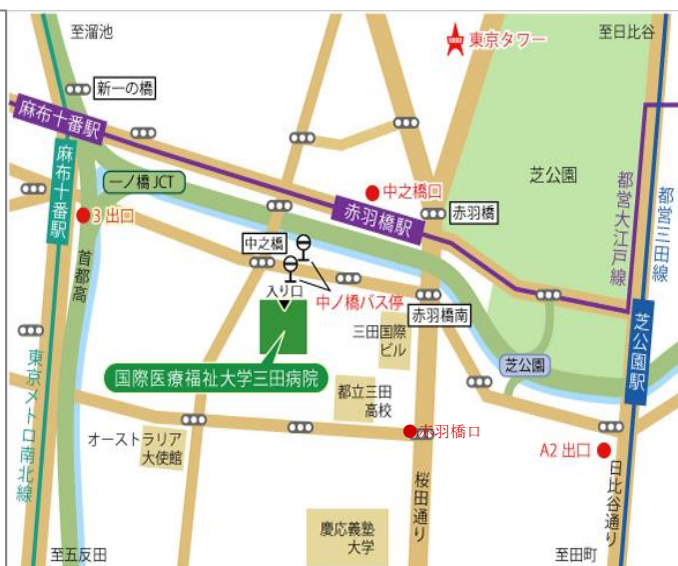 至溜池
東京タワー
至日比谷
新一の橋
麻布十番駅
麻布十番駅
一ノ橋JCT
3出口
中之橋口
赤羽橋
赤羽橋駅
芝公園
都営大江戸線
都営三田線
首都高
中之橋
入り口
中ノ橋バス停
赤羽橋南
三田国際
ビル
芝公園
芝公園駅
国際医療福祉大学三田病院
東京メトロ南北線
都立三田
高校
オーストラリア
大使館
赤羽橋口
A2出口
桜田通り
日比谷通り
慶応義塾
大学
至五反田
至田町